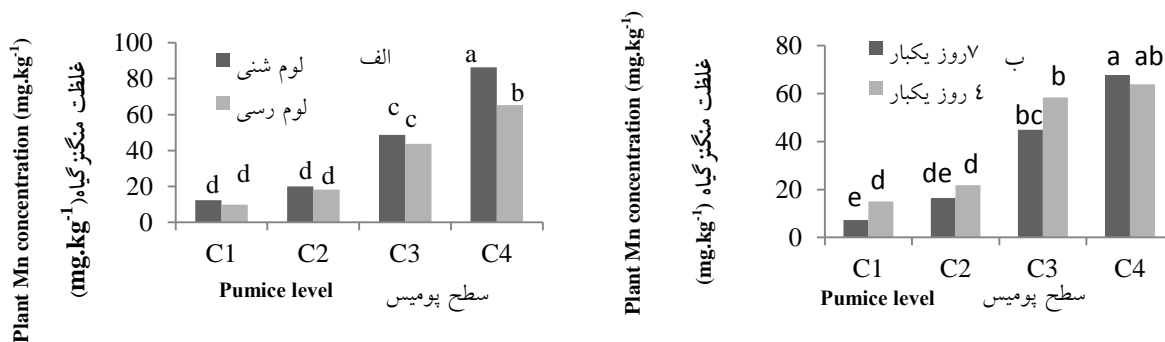 Plant Mn concentration (mg.kg-1)
غلظت منگنز گیاه (mg.kg-1)
100
80
60
40
20
0
الف
لوم شنی
لوم رسی
d d
d d
c c
a b
C1 C2 C3 C4
Pumice level سطح پومیس
Plant Mn concentration (mg.kg-1)
غلظت منگنز گیاه (mg.kg-1)
80
60
40
20
0
ب
۷روز یکبار
٤ روز یکبار
e d
de d
bc b
a ab
C1 C2 C3 C4
Pumice level سطح پومیس